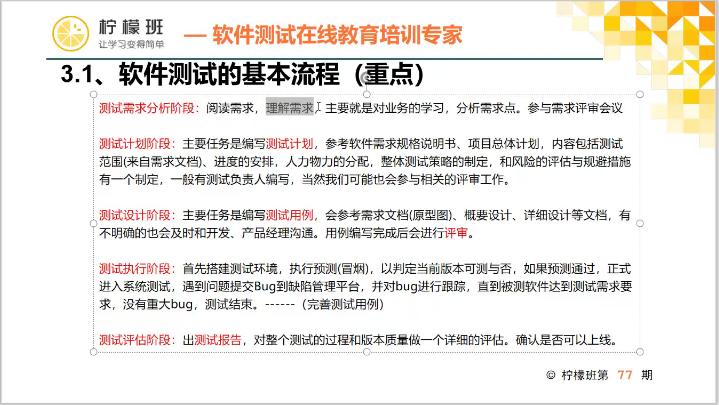 柠檬班
让学习变得简单
— 软件测试在线教育培训专家
3.1、软件测试的基本流程（重点）
测试需求分析阶段：阅读需求，理解需求，主要就是对业务的学习，分析需求点。参与需求评审会议
测试计划阶段：主要任务是编写测试计划，参考软件需求规格说明书、项目总体计划，内容包括测试
范围(来自需求文档)、进度的安排，人力物力的分配，整体测试策略的制定，和风险的评估与规避措施
有一个制定，一般有测试负责人编写，当然我们可能也会参与相关的评审工作。
测试设计阶段：主要任务是编写测试用例，会参考需求文档(原型图)、概要设计、详细设计等文档，有
不明确的也会及时和开发、产品经理沟通。用例编写完成后会进行评审。
测试执行阶段：首先搭建测试环境，执行预测(冒烟)，以判定当前版本可测与否，如果预测通过，正式
进入系统测试，遇到问题提交Bug到缺陷管理平台，并对bug进行跟踪，直到被测软件达到测试需求要
求，没有重大bug，测试结束。------（完善测试用例）
测试评估阶段：出测试报告，对整个测试的过程和版本质量做一个详细的评估。确认是否可以上线。
© 柠檬班第 77 期